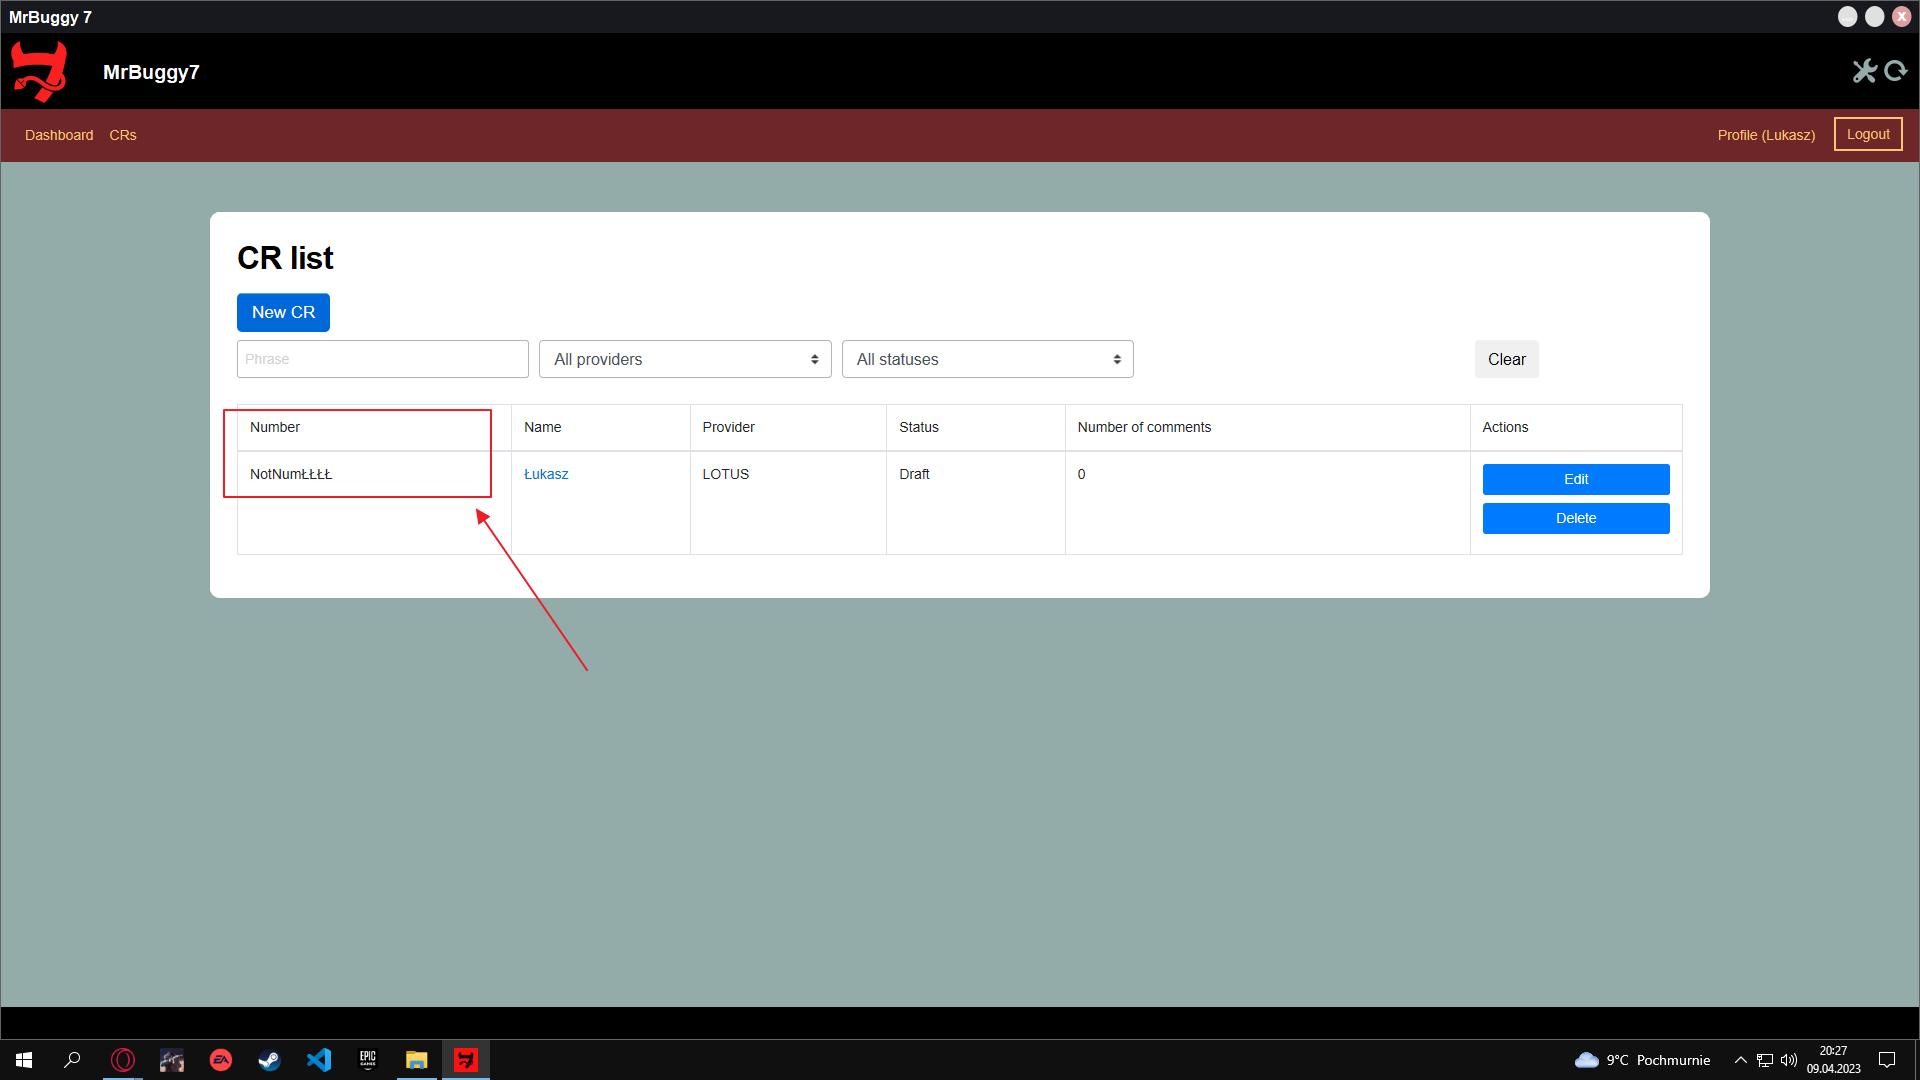 MrBuggy 7
MrBuggy7
Dashboard CRs Profile (Lukasz) Logout
CR list
New CR
Phrase All providers All statuses Clear
Number Name Provider Status Number of comments Actions
NotNumŁŁŁŁ Łukasz LOTUS Draft 0 Edit
Delete
EA
EPIC GAMES
9°C Pochmurnie
20:27
09.04.2023